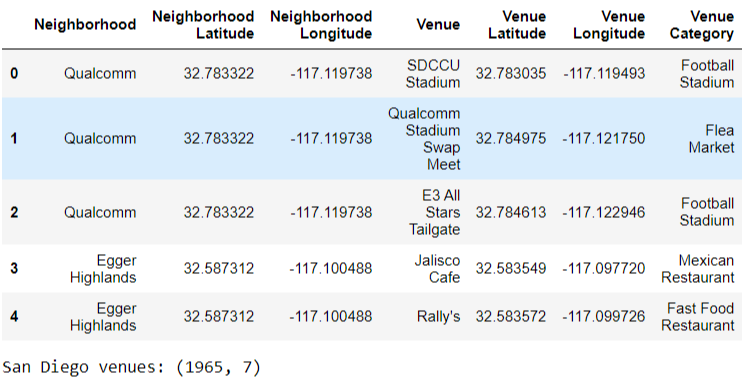 Neighborhood Neighborhood Latitude Neighborhood Longitude Venue Venue Latitude Venue Longitude Venue Category
0 Qualcomm 32.783322 -117.119738 SDCCU Stadium 32.783035 -117.119493 Football Stadium
1 Qualcomm 32.783322 -117.119738 Qualcomm Stadium Swap Meet 32.784975 -117.121750 Flea Market
2 Qualcomm 32.783322 -117.119738 E3 All Stars Tailgate 32.784613 -117.122946 Football Stadium
3 Egger Highlands 32.587312 -117.100488 Jalisco Cafe 32.583549 -117.097720 Mexican Restaurant
4 Egger Highlands 32.587312 -117.100488 Rally's 32.583572 -117.099726 Fast Food Restaurant
San Diego venues: (1965, 7)